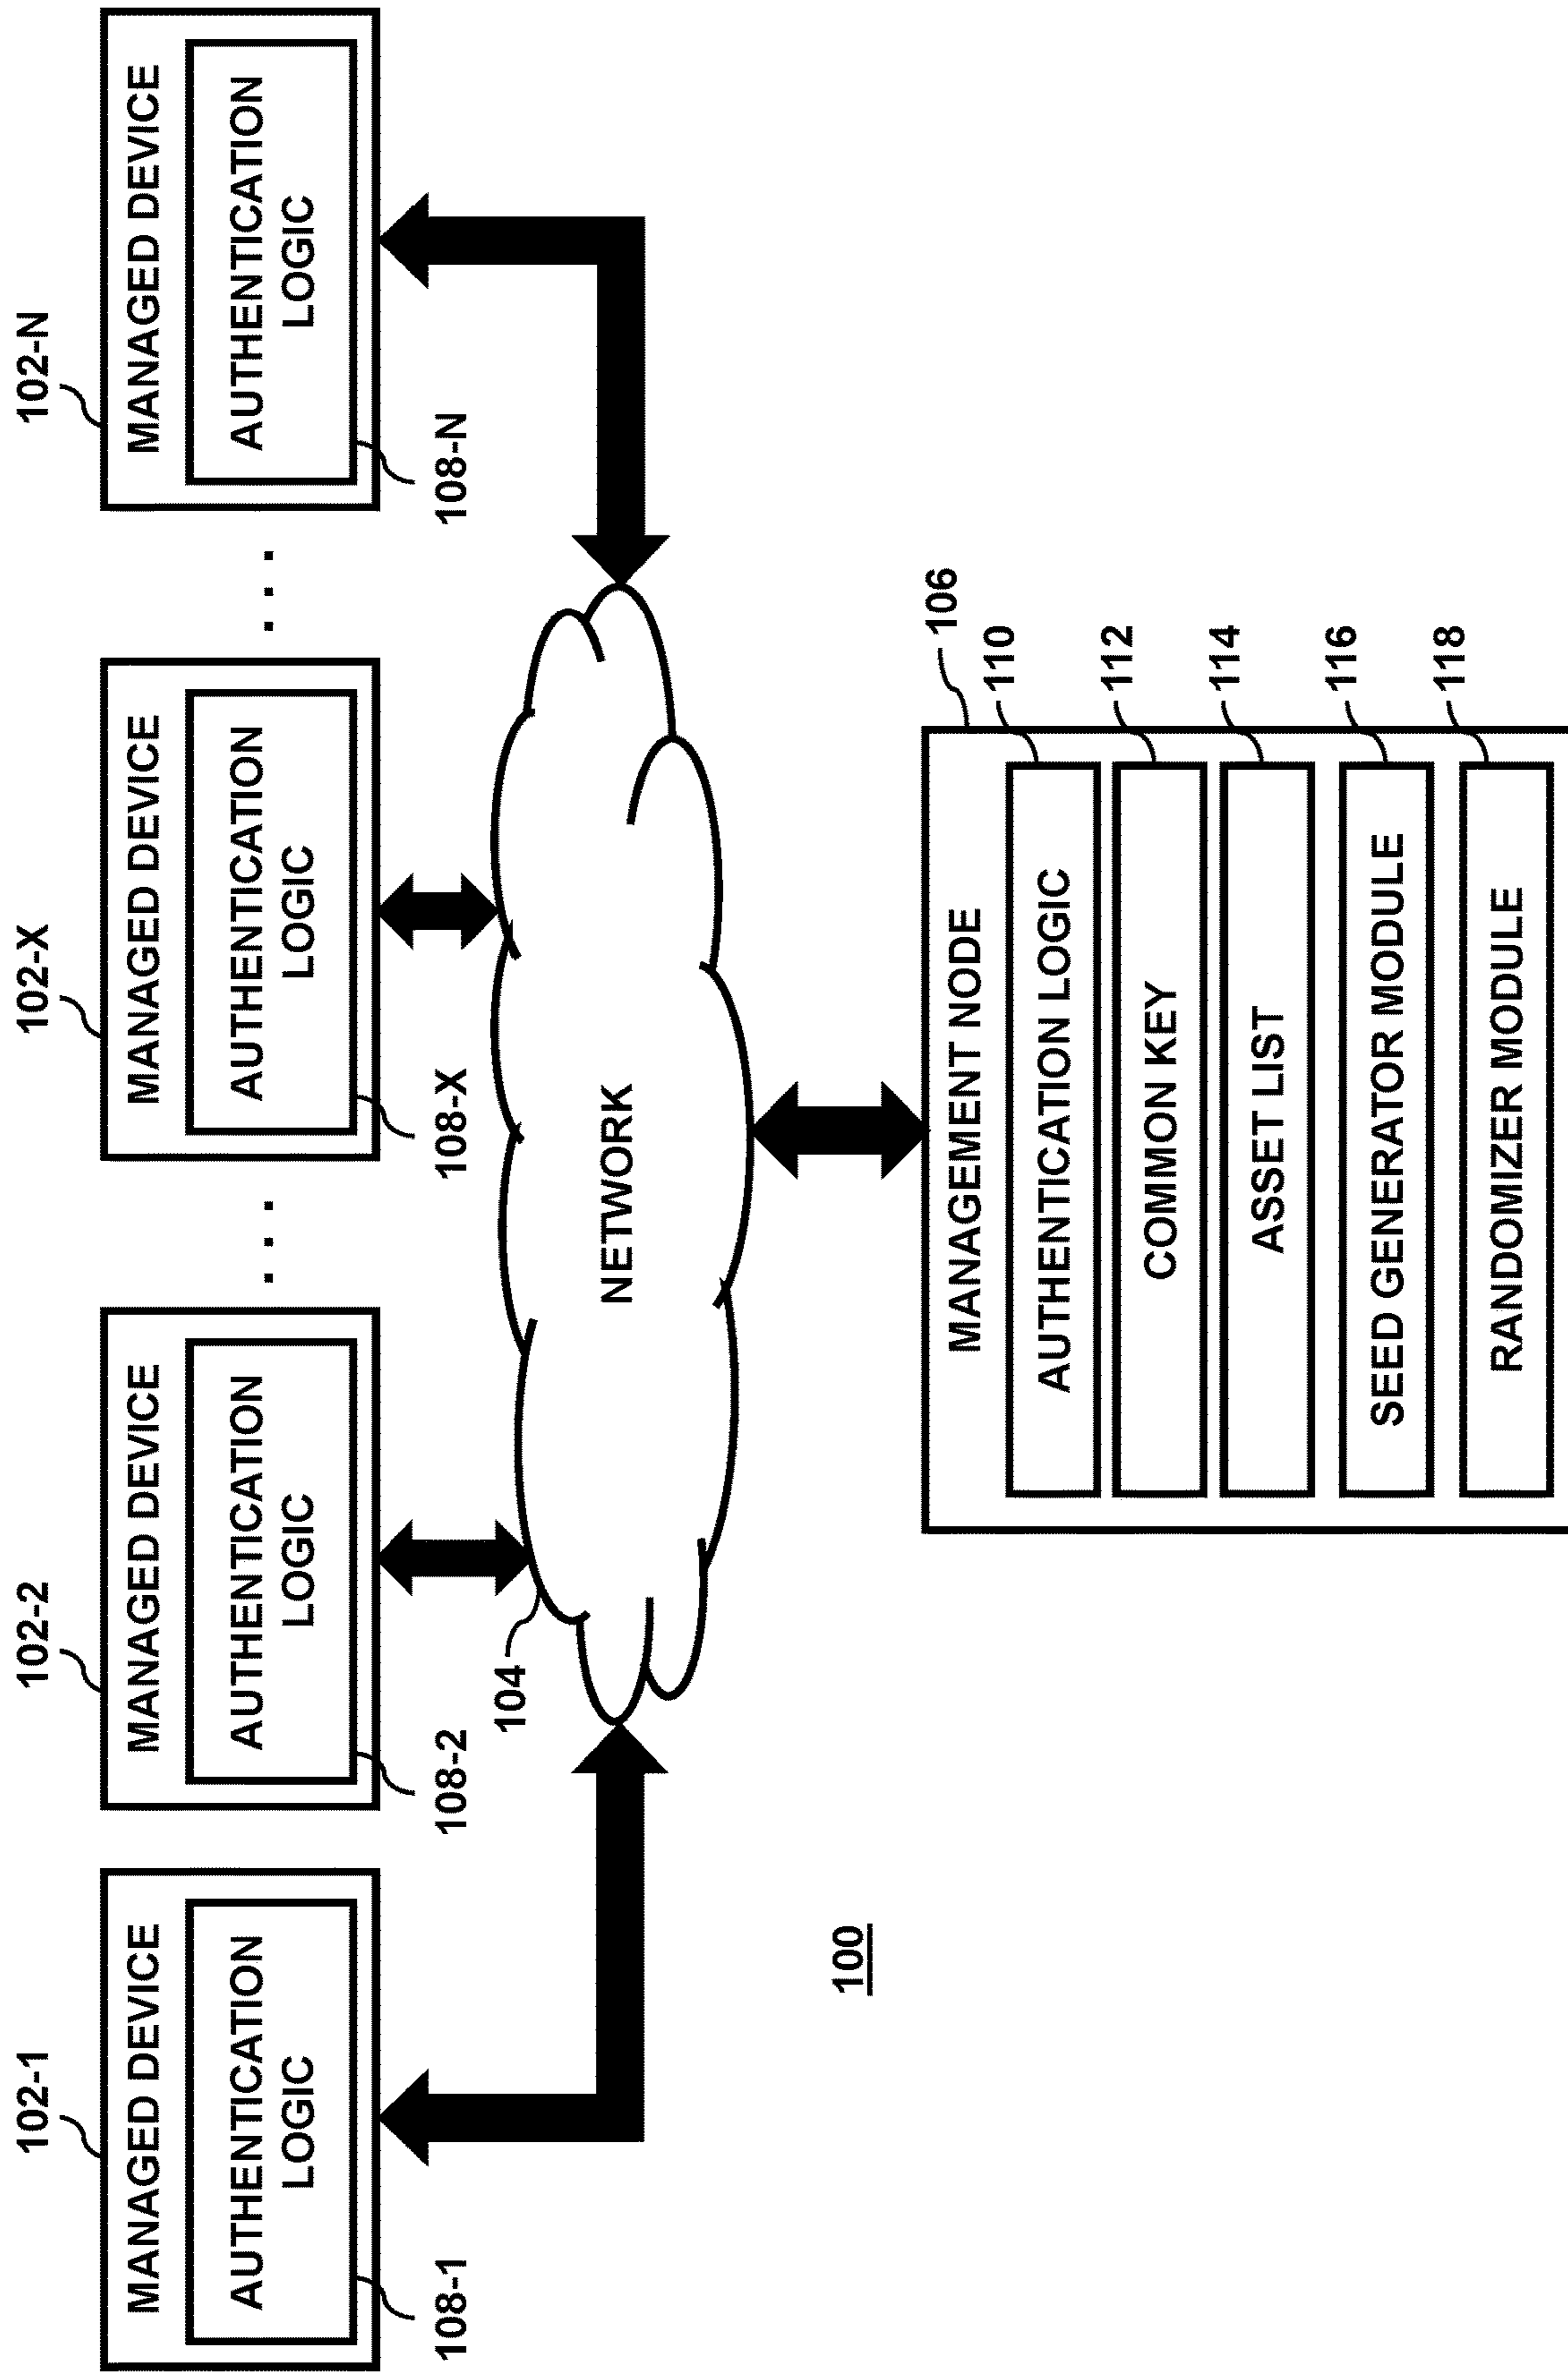 102-1
102-2
102-X
102-N
MANAGED DEVICE
AUTHENTICATION
LOGIC
MANAGED DEVICE
AUTHENTICATION
LOGIC
. . .
MANAGED DEVICE
AUTHENTICATION
LOGIC
. . .
MANAGED DEVICE
AUTHENTICATION
LOGIC
108-1
108-2
108-X
108-N
104
NETWORK
100
106
MANAGEMENT NODE
110
AUTHENTICATION LOGIC
112
COMMON KEY
114
ASSET LIST
116
SEED GENERATOR MODULE
118
RANDOMIZER MODULE